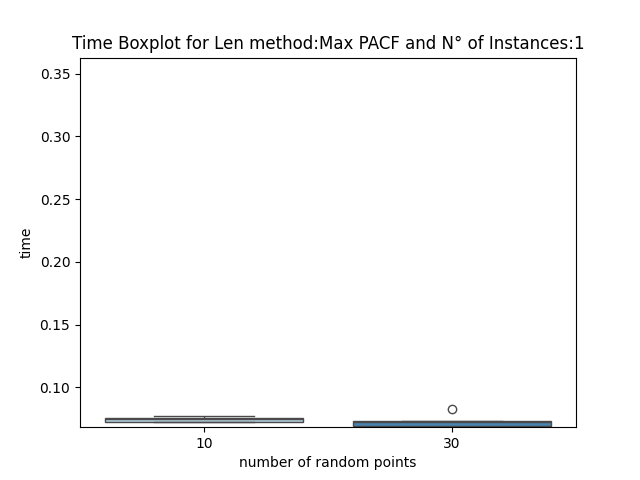 Time Boxplot for Len method:Max PACF and N° of Instances:1
0.35
0.30
0.25
0.20
0.15
0.10
time
10 30
number of random points